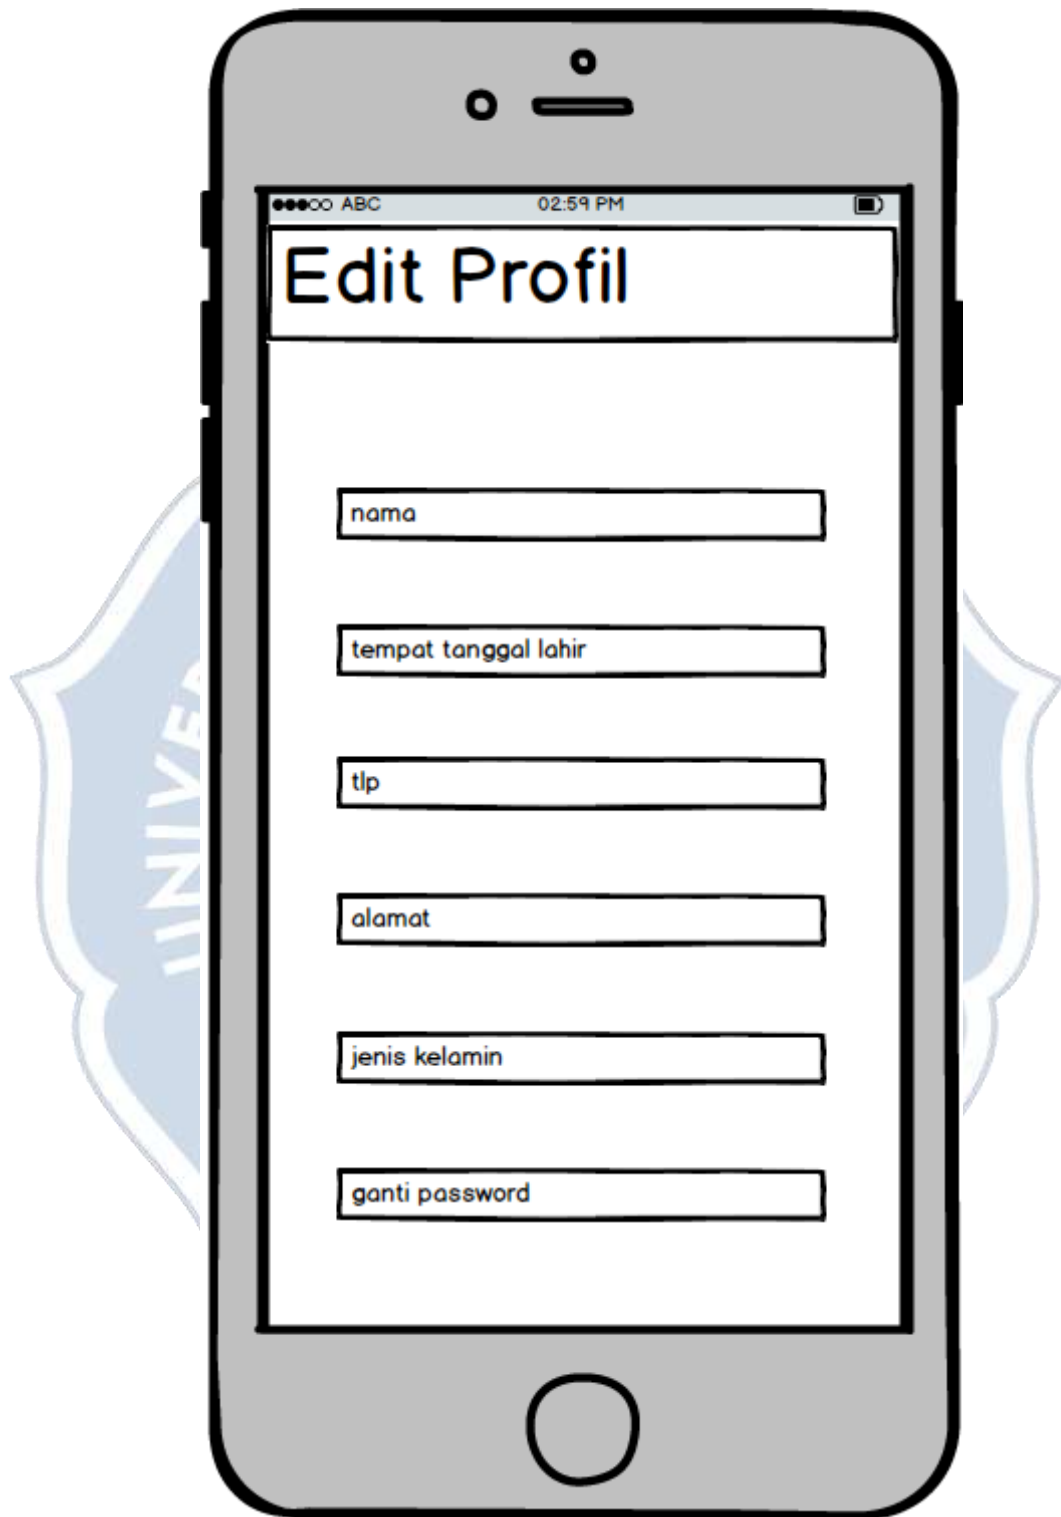 ABC 02:59 PM
Edit Profil
nama
tempat tanggal lahir
tlp
alamat
jenis kelamin
ganti password